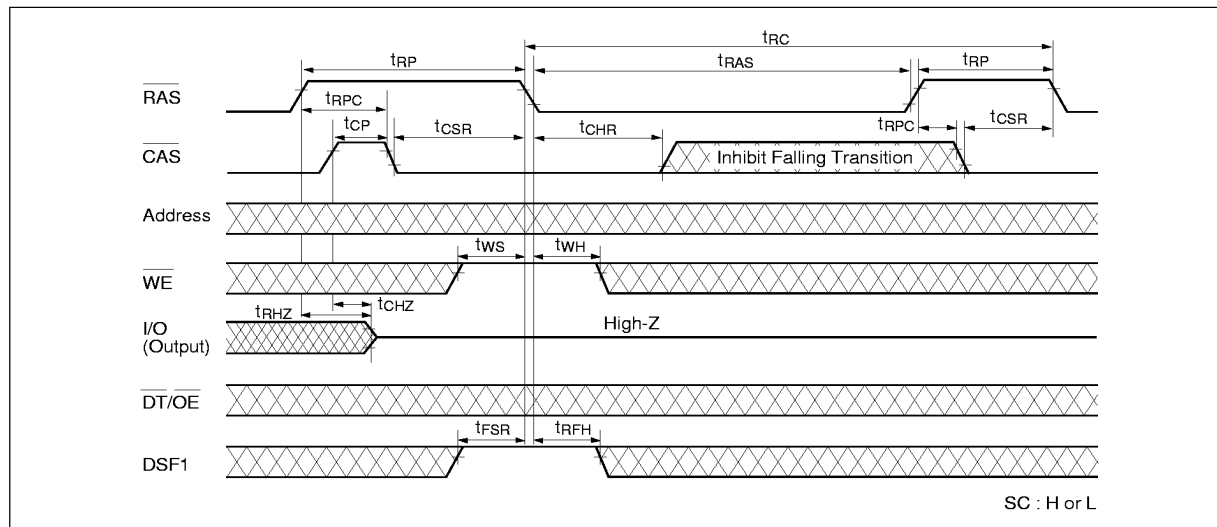 tRC
tRP tRAS tRP
RAS
tRPC
tCP tCSR tCHR tRPC tCSR
CAS Inhibit Falling Transition
Address
tWS tWH
WE
tCHZ
tRHZ
I/O High-Z
(Output)
DT/OE
tFSR tRFH
DSF1
SC : H or L